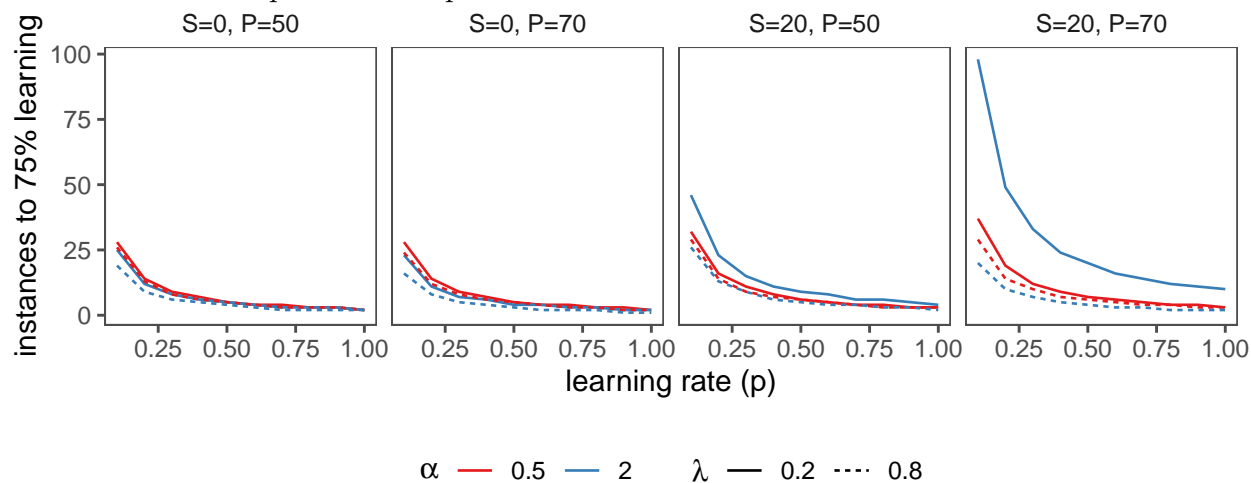 S=0, P=50 S=0, P=70 S=20, P=50 S=20, P=70
instances to 75% learning
100
75
50
25
0
0.25 0.50 0.75 1.00 0.25 0.50 0.75 1.00 0.25 0.50 0.75 1.00 0.25 0.50 0.75 1.00
learning rate (p)
α 0.5 2 λ 0.2 0.8